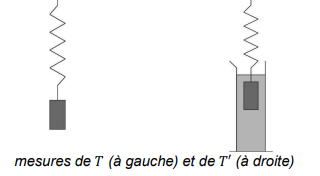 mesures de T (à gauche) et de T′ (à droite)